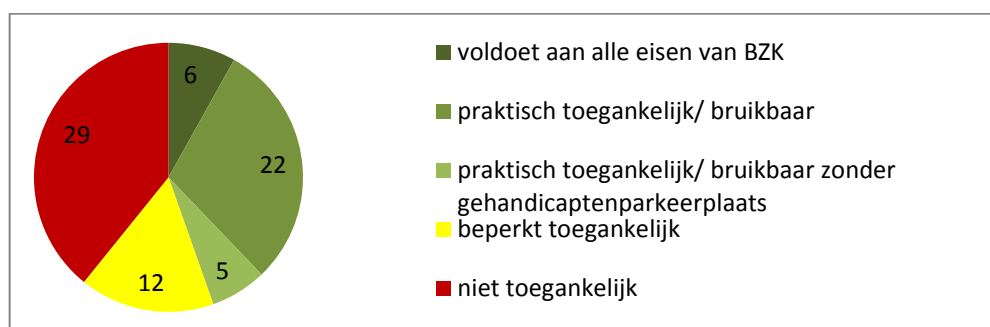 6
22
5
12
29
voldoet aan alle eisen van BZK
praktisch toegankelijk/ bruikbaar
praktisch toegankelijk/ bruikbaar zonder
gehandicaptenparkeerplaats
beperkt toegankelijk
niet toegankelijk